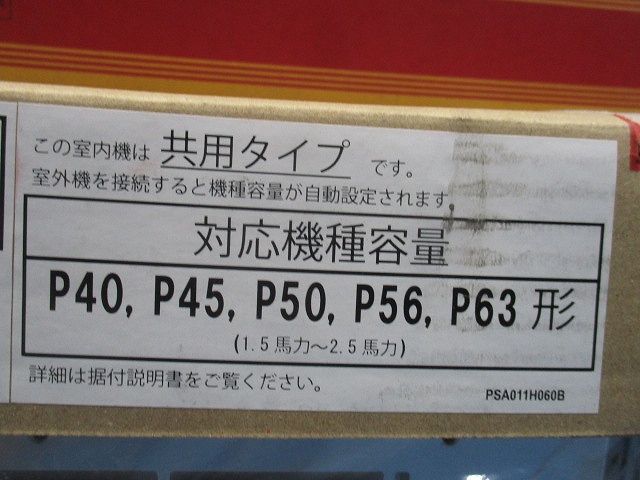 この室内機は 共用タイプ です。
室外機を接続すると機種容量が自動設定されます。
対応機種容量
P40, P45, P50, P56, P63 形
(1.5馬力～2.5馬力)
詳細は据付説明書をご覧ください。
PSA011H060B